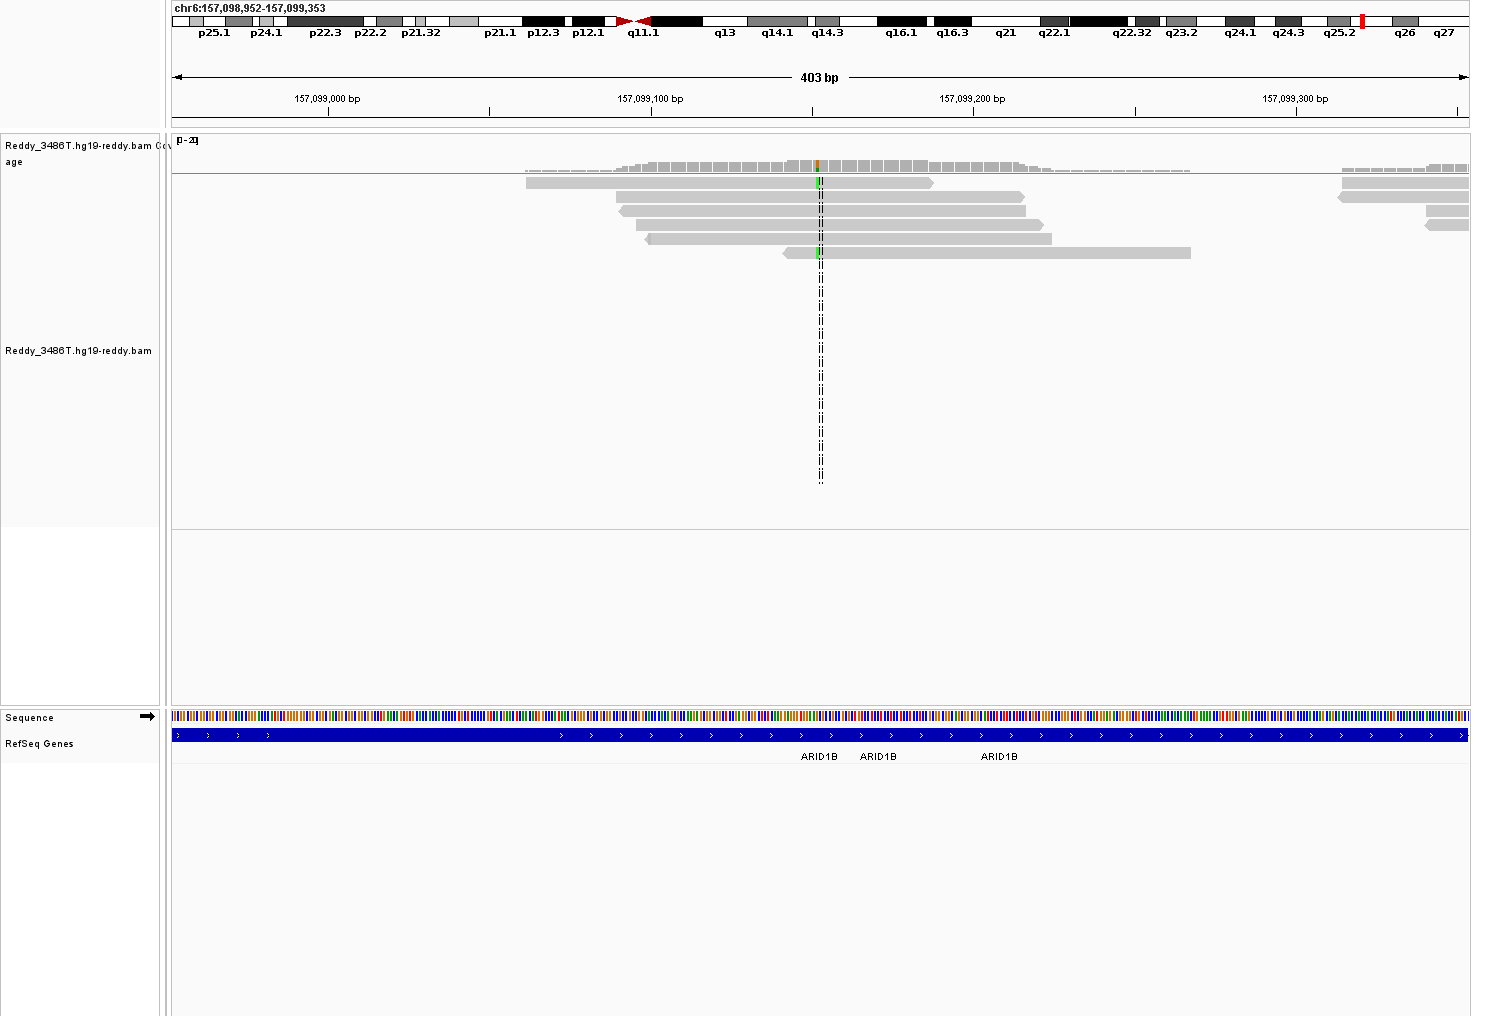 chr6:157,098,952-157,099,353
p25.1 p24.1 p22.3 p22.2 p21.32 p21.1 p12.3 p12.1 q11.1 q13 q14.1 q14.3 q16.1 q16.3 q21 q22.1 q22.32 q23.2 q24.1 q24.3 q25.2 q26 q27
403 bp
157,099,000 bp 157,099,100 bp 157,099,200 bp 157,099,300 bp
[0 - 20]
Reddy_3486T.hg19-reddy.bam Cov
age
Reddy_3486T.hg19-reddy.bam
Sequence
RefSeq Genes
ARID1B ARID1B ARID1B